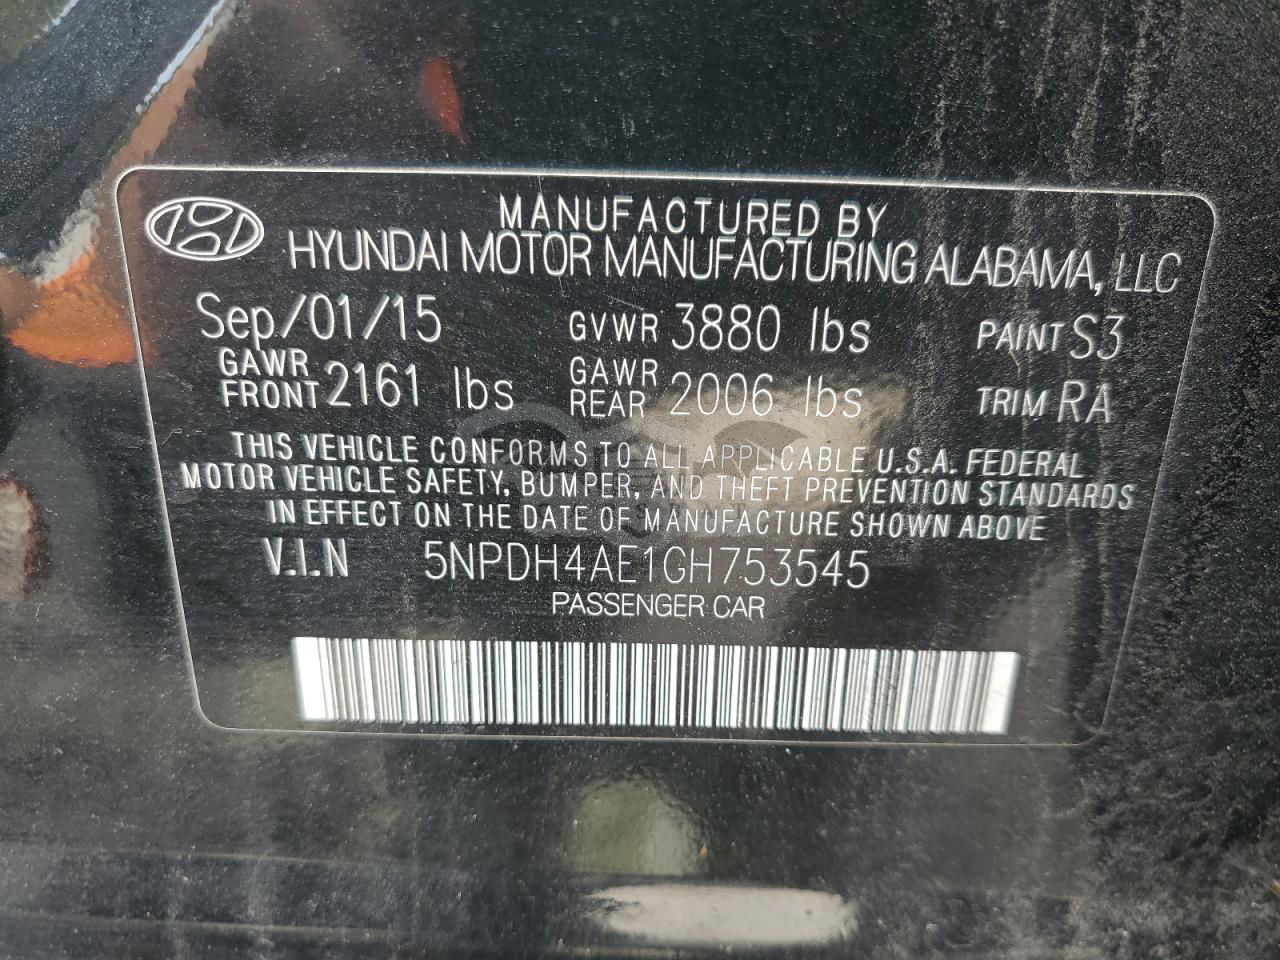 MANUFACTURED BY
HYUNDAI MOTOR MANUFACTURING ALABAMA, LLC
Sep/01/15 GVWR 3880 lbs PAINT S3
GAWR FRONT 2161 lbs GAWR REAR 2006 lbs TRIM RA
THIS VEHICLE CONFORMS TO ALL APPLICABLE U.S.A. FEDERAL
MOTOR VEHICLE SAFETY, BUMPER, AND THEFT PREVENTION STANDARDS
IN EFFECT ON THE DATE OF MANUFACTURE SHOWN ABOVE
V.I.N 5NPDH4AE1GH753545
PASSENGER CAR